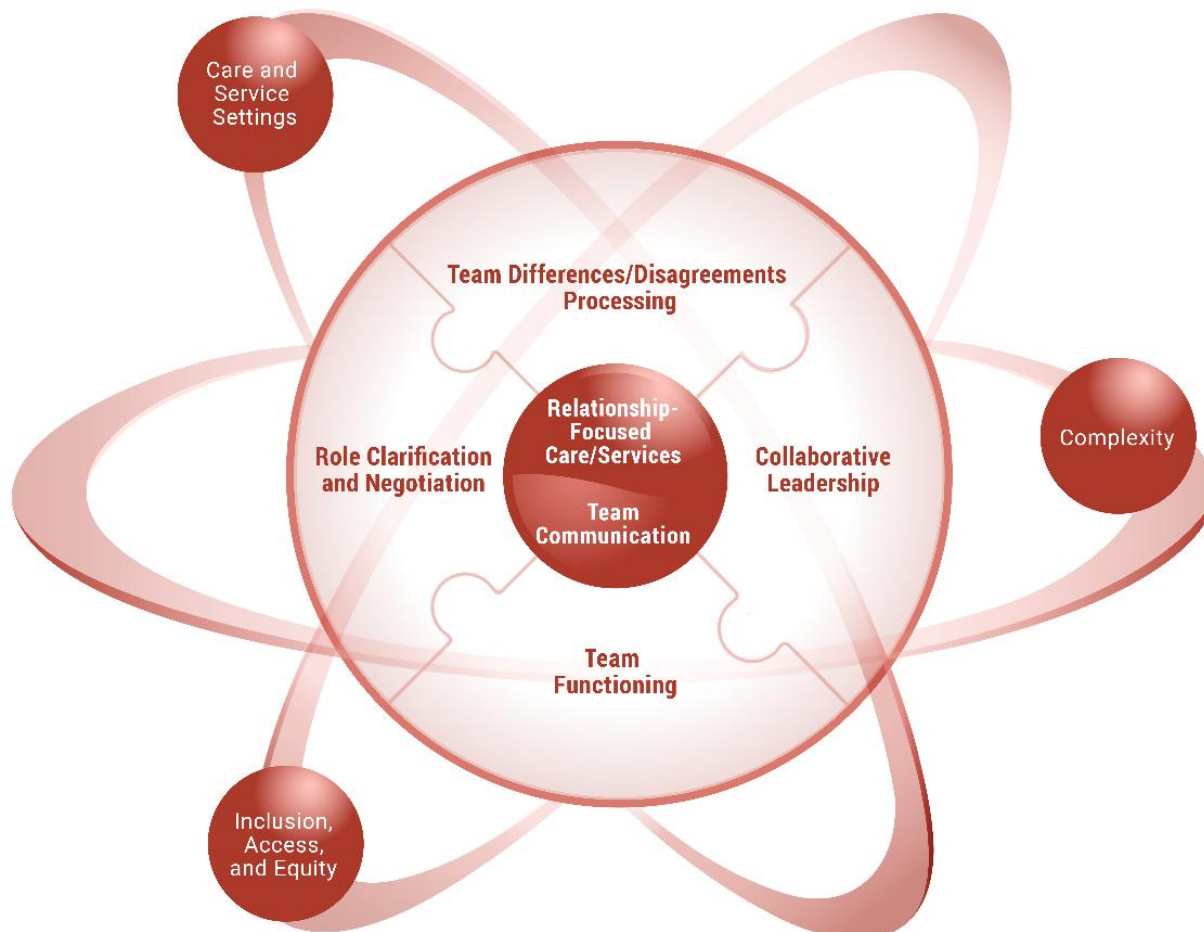 Care and
Service
Settings
Team Differences/Disagreements
Processing
Relationship-
Focused
Care/Services
Role Clarification
and Negotiation
Collaborative
Leadership
Complexity
Team
Communication
Team
Functioning
Inclusion,
Access,
and Equity